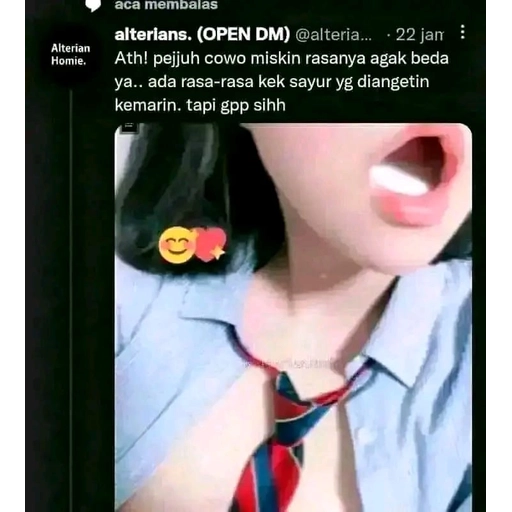 aca membalas
alterians. (OPEN DM) @alteria... · 22 jam
Alterian
Homie.
Ath! pejjuh cowo miskin rasanya agak beda
ya.. ada rasa-rasa kek sayur yg diangetin
kemarin. tapi gpp sihh